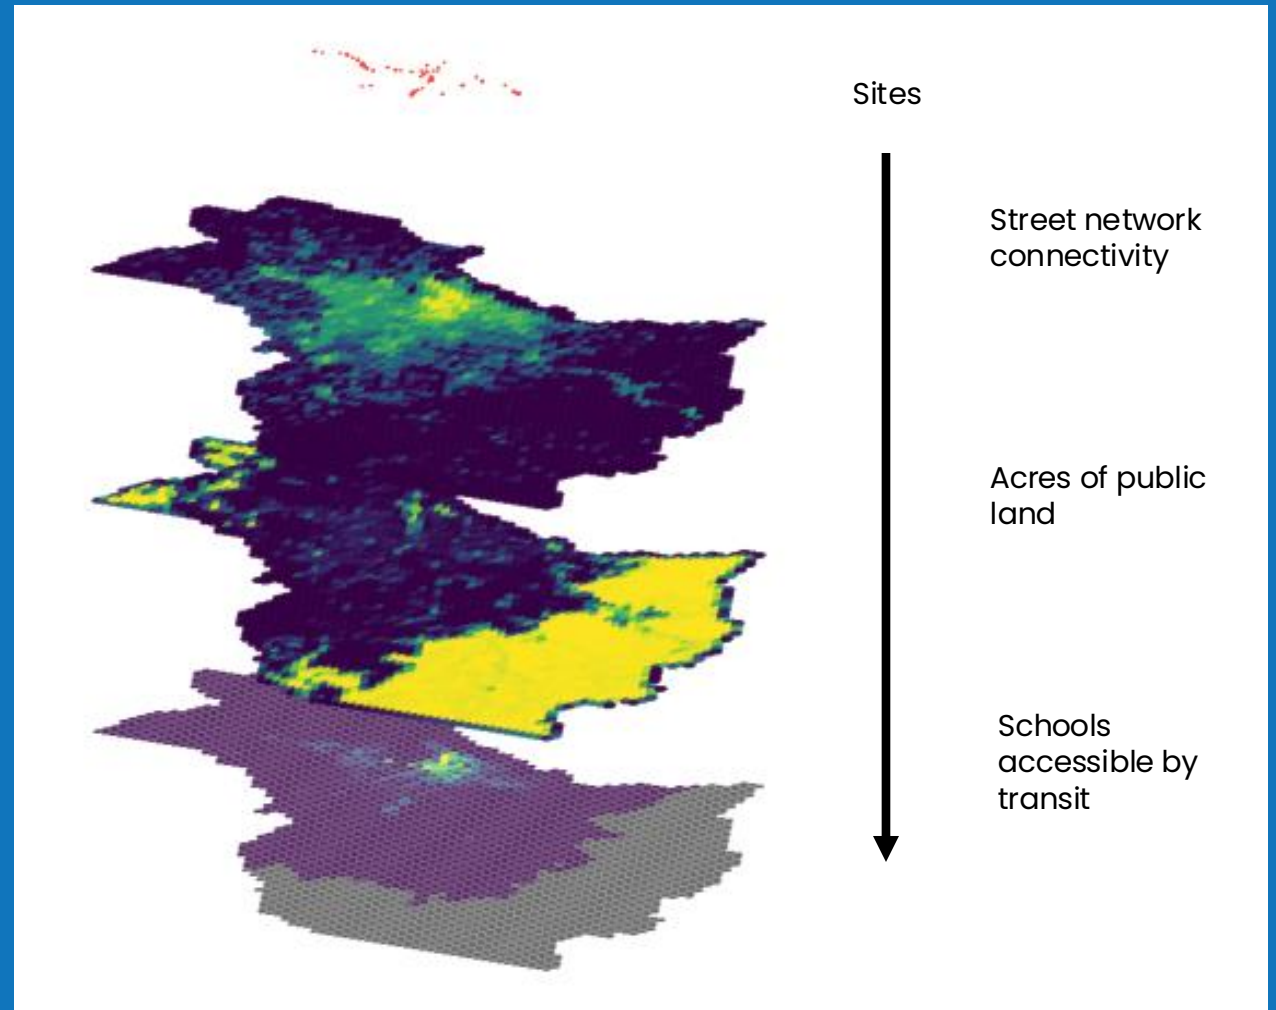 Sites
Street network
connectivity
Acres of public
land
Schools
accessible by
transit